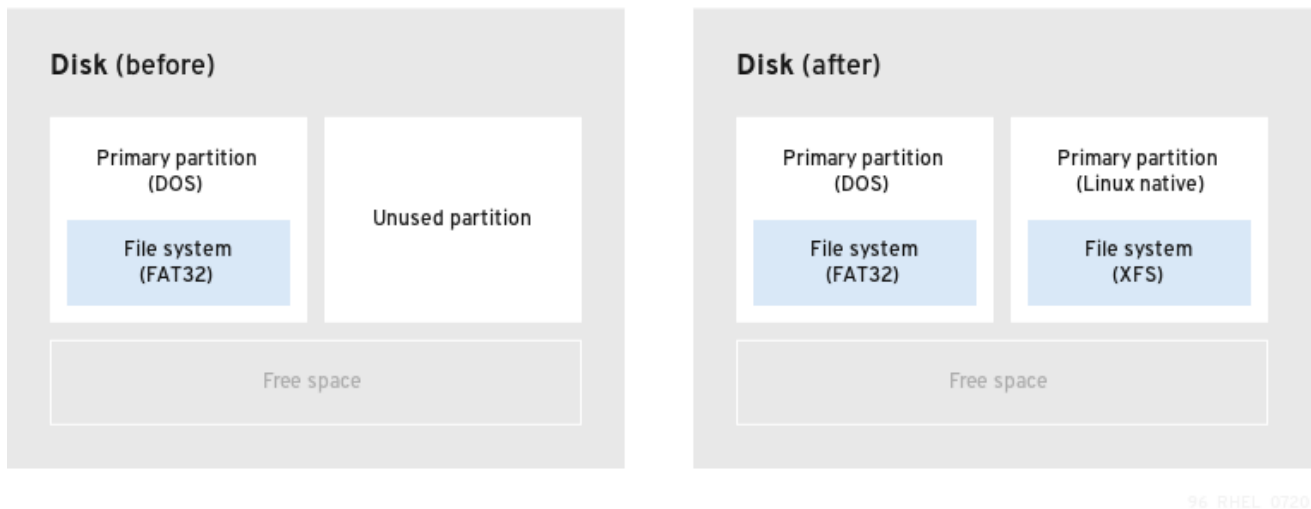 Disk (before)
Primary partition
(DOS)
File system
(FAT32)
Unused partition
Free space
Disk (after)
Primary partition
(DOS)
File system
(FAT32)
Primary partition
(Linux native)
File system
(XFS)
Free space
96 RHEL 0720